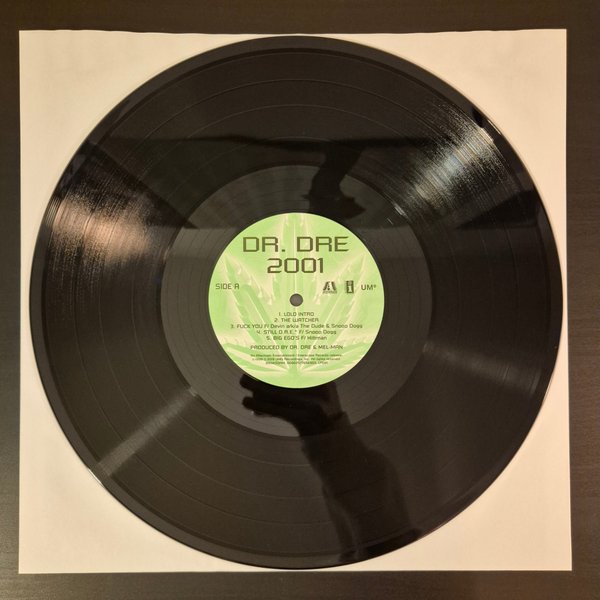 DR. DRE
2001
SIDE A
UMe
1. LOLO INTRO
2. THE WATCHER
3. FUCK YOU F/ Devin a/k/a The Dude & Snoop Dogg
4. STILL D.R.E.* F/ Snoop Dogg
5. BIG EGO'S F/ Hittman
PRODUCED BY DR. DRE & MEL-MAN